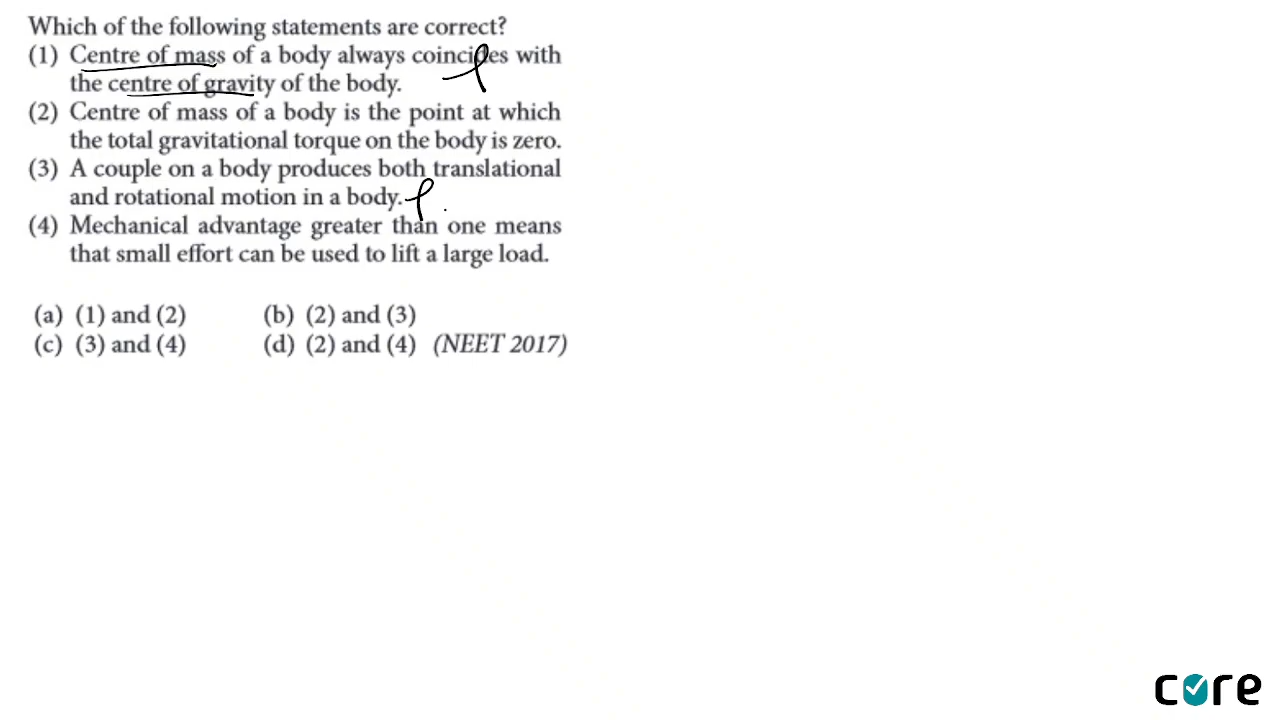 Which of the following statements are correct?
(1) Centre of mass of a body always coincides with
the centre of gravity of the body.
(2) Centre of mass of a body is the point at which
the total gravitational torque on the body is zero.
(3) A couple on a body produces both translational
and rotational motion in a body.
(4) Mechanical advantage greater than one means
that small effort can be used to lift a large load.
(a) (1) and (2) (b) (2) and (3)
(c) (3) and (4) (d) (2) and (4) (NEET 2017)
core